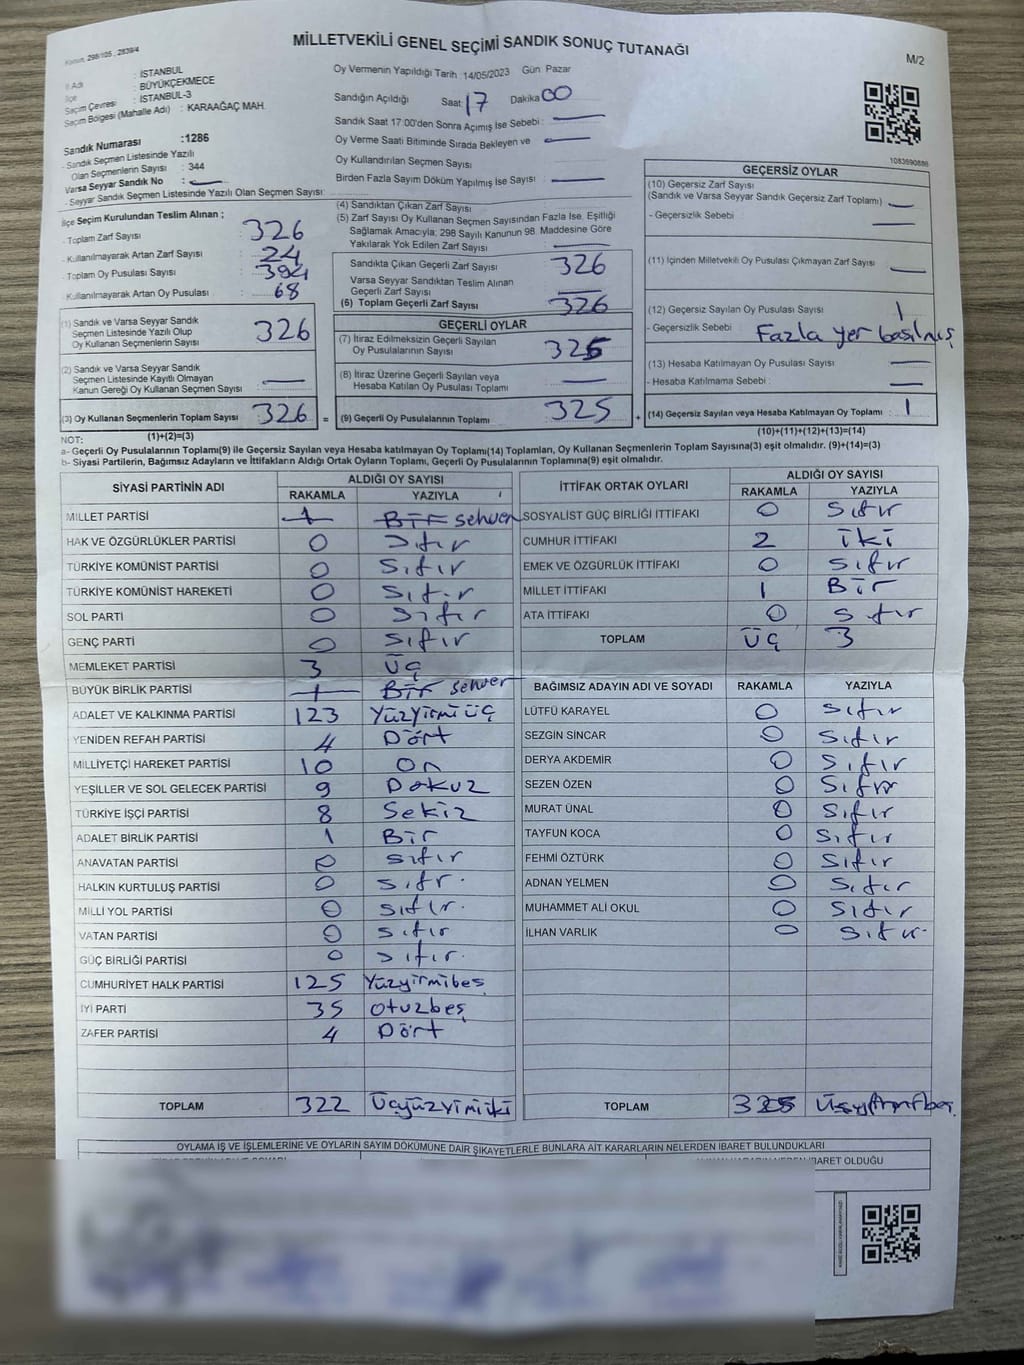 Kanun, 298/105, 2839/4
MİLLETVEKİLİ GENEL SEÇİMİ SANDIK SONUÇ TUTANAĞI
M/2
İl Adı : İSTANBUL
İlçe : BÜYÜKÇEKMECE
Seçim Çevresi : İSTANBUL-3
Seçim Bölgesi (Mahalle Adı) : KARAAĞAÇ MAH.
Sandık Numarası :1286
- Sandık Seçmen Listesinde Yazılı
Olan Seçmenlerin Sayısı : 344
Varsa Seyyar Sandık No : —
- Seyyar Sandık Seçmen Listesinde Yazılı Olan Seçmen Sayısı:
Oy Vermenin Yapıldığı Tarih 14/05/2023 Gün: Pazar
Sandığın Açıldığı Saat 17 Dakika 00
Sandık Saat 17:00'den Sonra Açımış İse Sebebi : —
Oy Verme Saati Bitiminde Sırada Bekleyen ve —
Oy Kullandırılan Seçmen Sayısı
Birden Fazla Sayım Döküm Yapılmış İse Sayısı : —
1083690886
İlçe Seçim Kurulundan Teslim Alınan ;
- Toplam Zarf Sayısı : 326
- Kullanılmayarak Artan Zarf Sayısı : 24
- Toplam Oy Pusulası Sayısı : 394
- Kullanılmayarak Artan Oy Pusulası : 68
(4) Sandıktan Çıkan Zarf Sayısı
(5) Zarf Sayısı Oy Kullanan Seçmen Sayısından Fazla İse, Eşitliği
Sağlamak Amacıyla; 298 Sayılı Kanunun 98. Maddesine Göre
Yakılarak Yok Edilen Zarf Sayısı : —
Sandıkta Çıkan Geçerli Zarf Sayısı 326
Varsa Seyyar Sandıktan Teslim Alınan
Geçerli Zarf Sayısı —
(6) Toplam Geçerli Zarf Sayısı 326
GEÇERSİZ OYLAR
(10) Geçersiz Zarf Sayısı
(Sandık ve Varsa Seyyar Sandık Geçersiz Zarf Toplamı) —
- Geçersizlik Sebebi —
(11) İçinden Milletvekili Oy Pusulası Çıkmayan Zarf Sayısı —
(12) Geçersiz Sayılan Oy Pusulası Sayısı : 1
- Geçersizlik Sebebi : Fazla yer basılmış
(13) Hesaba Katılmayan Oy Pusulası Sayısı : —
- Hesaba Katılmama Sebebi : —
(14) Geçersiz Sayılan veya Hesaba Katılmayan Oy Toplamı : 1
(10)+(11)+(12)+(13)=(14)
(1) Sandık ve Varsa Seyyar Sandık
Seçmen Listesinde Yazılı Olup
Oy Kullanan Seçmenlerin Sayısı 326
(2) Sandık ve Varsa Seyyar Sandık
Seçmen Listesinde Kayıtlı Olmayan
Kanun Gereği Oy Kullanan Seçmen Sayısı —
(3) Oy Kullanan Seçmenlerin Toplam Sayısı 326 =
(1)+(2)=(3)
GEÇERLİ OYLAR
(7) İtiraz Edilmeksizin Geçerli Sayılan
Oy Pusulalarının Sayısı : 325
(8) İtiraz Üzerine Geçerli Sayılan veya
Hesaba Katılan Oy Pusulası Toplamı : —
(9) Geçerli Oy Pusulalarının Toplamı : 325 +
NOT:
a- Geçerli Oy Pusulalarının Toplam(9) ile Geçersiz Sayılan veya Hesaba katılmayan Oy Toplamı(14) Toplamları, Oy Kullanan Seçmenlerin Toplam Sayısına(3) eşit olmalıdır. (9)+(14)=(3)
b- Siyasi Partilerin, Bağımsız Adayların ve İttifakların Aldığı Ortak Oyların Toplamı, Geçerli Oy Pusulalarının Toplamına(9) eşit olmalıdır.
SİYASİ PARTİNİN ADI ALDIĞI OY SAYISI
RAKAMLA YAZIYLA
MİLLET PARTİSİ 1 Bir sehven
HAK VE ÖZGÜRLÜKLER PARTİSİ 0 Sıfır
TÜRKİYE KOMÜNİST PARTİSİ 0 Sıfır
TÜRKİYE KOMÜNİST HAREKETİ 0 Sıfır
SOL PARTİ 0 Sıfır
GENÇ PARTİ 0 Sıfır
MEMLEKET PARTİSİ 3 Üç
BÜYÜK BİRLİK PARTİSİ 1 Bir sehven
ADALET VE KALKINMA PARTİSİ 123 Yüzyirmiüç
YENİDEN REFAH PARTİSİ 4 Dört
MİLLİYETÇİ HAREKET PARTİSİ 10 On
YEŞİLLER VE SOL GELECEK PARTİSİ 9 Dokuz
TÜRKİYE İŞÇİ PARTİSİ 8 Sekiz
ADALET BİRLİK PARTİSİ 1 Bir
ANAVATAN PARTİSİ 0 Sıfır
HALKIN KURTULUŞ PARTİSİ 0 Sıfır
MİLLİ YOL PARTİSİ 0 Sıfır
VATAN PARTİSİ 0 Sıfır
GÜÇ BİRLİĞİ PARTİSİ 0 Sıfır
CUMHURİYET HALK PARTİSİ 125 Yüzyirmibeş
İYİ PARTİ 35 Otuzbeş
ZAFER PARTİSİ 4 Dört
TOPLAM 322 Üçyüzyirmiiki
İTTİFAK ORTAK OYLARI ALDIĞI OY SAYISI
RAKAMLA YAZIYLA
SOSYALİST GÜÇ BİRLİĞİ İTTİFAKI 0 Sıfır
CUMHUR İTTİFAKI 2 iki
EMEK VE ÖZGÜRLÜK İTTİFAKI 0 Sıfır
MİLLET İTTİFAKI 1 Bir
ATA İTTİFAKI 0 Sıfır
TOPLAM Üç 3
BAĞIMSIZ ADAYIN ADI VE SOYADI RAKAMLA YAZIYLA
LÜTFÜ KARAYEL 0 Sıfır
SEZGİN SİNCAR 0 Sıfır
DERYA AKDEMİR 0 Sıfır
SEZEN ÖZEN 0 Sıfır
MURAT ÜNAL 0 Sıfır
TAYFUN KOCA 0 Sıfır
FEHMİ ÖZTÜRK 0 Sıfır
ADNAN YELMEN 0 Sıfır
MUHAMMET ALİ OKUL 0 Sıfır
İLHAN VARLIK 0 Sıfır
TOPLAM 325
OYLAMA İŞ VE İŞLEMLERİNE VE OYLARIN SAYIM DÖKÜMÜNE DAİR ŞİKAYETLERLE BUNLARA AİT KARARLARIN NELERDEN İBARET BULUNDUKLARI
İBARET OLDUĞU